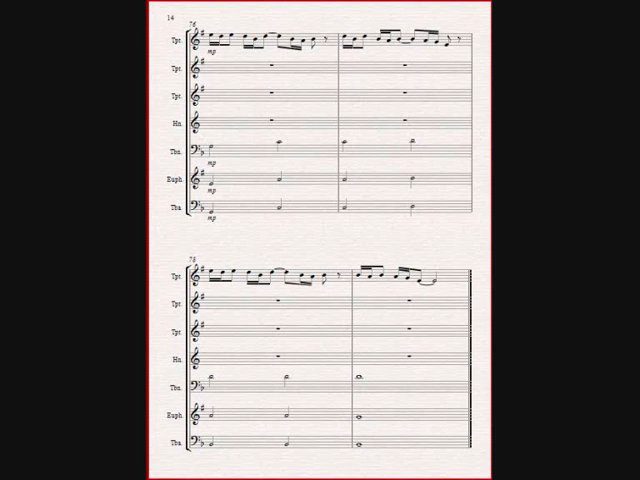 14
76
Tpt.
mp
Tpt.
Tpt.
Hn.
Tbn.
mp
Euph.
mp
Tba.
mp
78
Tpt.
Tpt.
Tpt.
Hn.
Tbn.
Euph.
Tba.